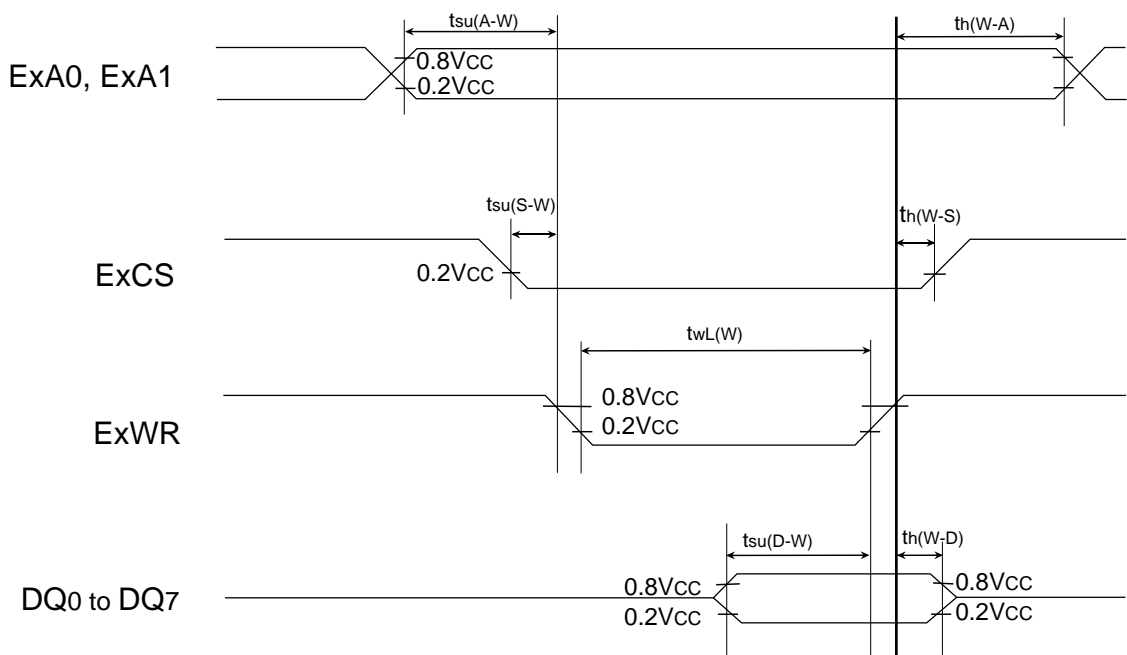 tsu(A-W)
th(W-A)
ExA0, ExA1
0.8VCC
0.2VCC
tsu(S-W)
th(W-S)
ExCS
0.2VCC
twL(W)
ExWR
0.8VCC
0.2VCC
tsu(D-W)
th(W-D)
DQ0 to DQ7
0.8VCC
0.2VCC
0.8VCC
0.2VCC